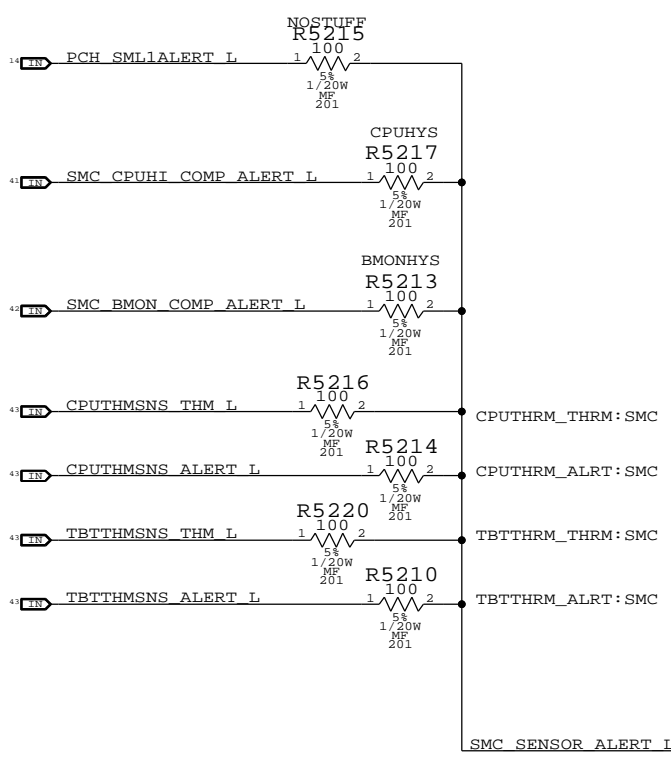 NOSTUFF
R5215
100
14 IN PCH_SML1ALERT_L 1 2
5%
1/20W
MF
201
CPUHYS
R5217
100
41 IN SMC_CPUHI_COMP_ALERT_L 1 2
5%
1/20W
MF
201
BMONHYS
R5213
100
42 IN SMC_BMON_COMP_ALERT_L 1 2
5%
1/20W
MF
201
R5216
100
43 IN CPUTHMSNS_THM_L 1 2 CPUTHRM_THRM:SMC
5%
1/20W
MF
201
R5214
100
43 IN CPUTHMSNS_ALERT_L 1 2 CPUTHRM_ALRT:SMC
5%
1/20W
MF
201
R5220
100
43 IN TBTTHMSNS_THM_L 1 2 TBTTHRM_THRM:SMC
5%
1/20W
MF
201
R5210
100
43 IN TBTTHMSNS_ALERT_L 1 2 TBTTHRM_ALRT:SMC
5%
1/20W
MF
201
SMC_SENSOR_ALERT_L